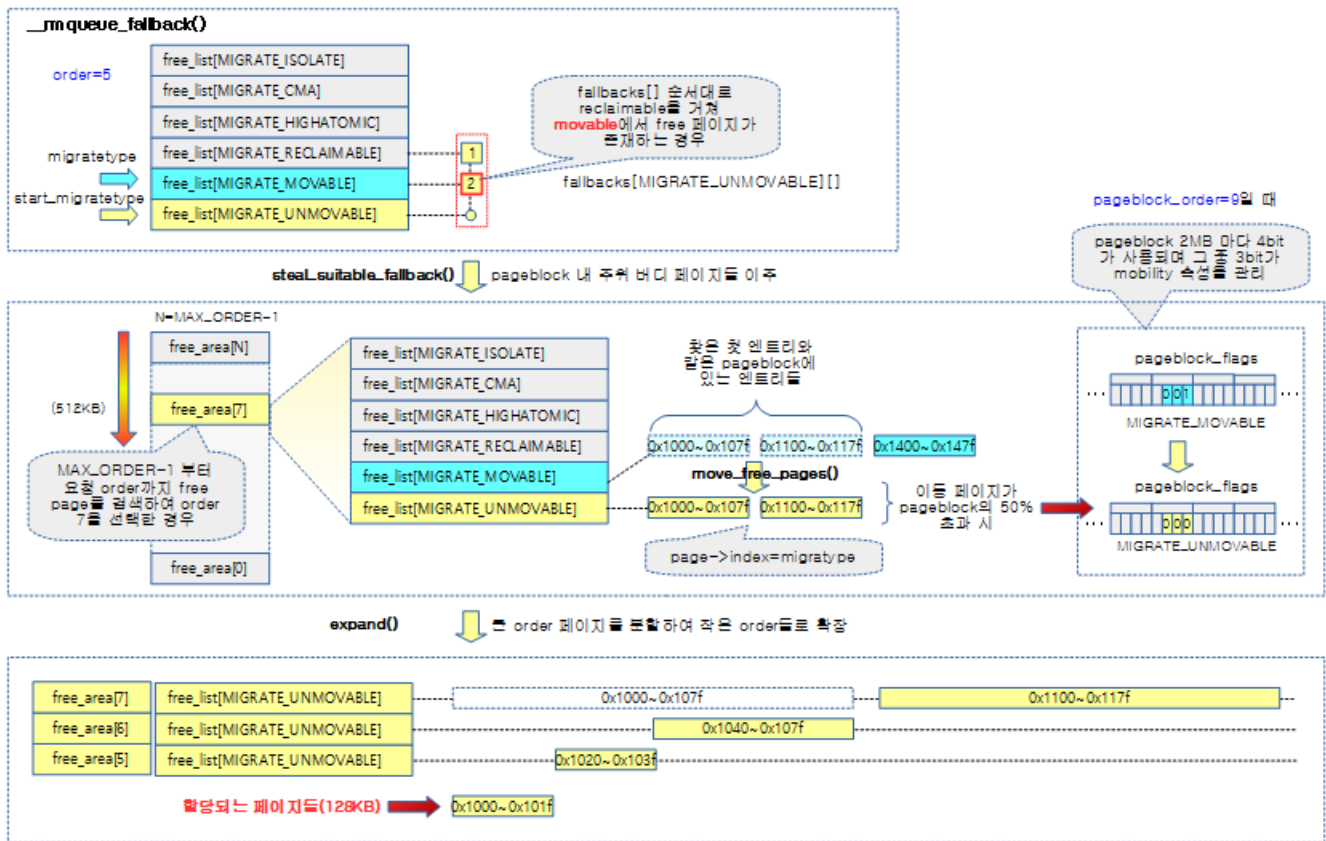 __rmqueue_fallback()
order=5
free_list[MIGRATE_ISOLATE]
free_list[MIGRATE_CMA]
free_list[MIGRATE_HIGHATOMIC]
free_list[MIGRATE_RECLAIMABLE]
free_list[MIGRATE_MOVABLE]
free_list[MIGRATE_UNMOVABLE]
migratetype
start_migratetype
1
2
fallbacks[] 순서대로
reclaimable을 거쳐
movable에서 free 페이지가
존재하는 경우
fallbacks[MIGRATE_UNMOVABLE][]
pageblock_order=9일 때
pageblock 2MB 마다 4bit
가 사용되며 그 중 3bit가
mobility 속성을 관리
steal_suitable_fallback()
pageblock 내 주위 버디 페이지들 이주
N=MAX_ORDER-1
free_area[N]
(512KB)
free_area[7]
MAX_ORDER-1 부터
요청 order까지 free
page를 검색하여 order
7을 선택한 경우
free_area[0]
free_list[MIGRATE_ISOLATE]
free_list[MIGRATE_CMA]
free_list[MIGRATE_HIGHATOMIC]
free_list[MIGRATE_RECLAIMABLE]
free_list[MIGRATE_MOVABLE]
free_list[MIGRATE_UNMOVABLE]
찾은 첫 엔트리와
같은 pageblock에
있는 엔트리들
0x1000~0x107f
0x1100~0x117f
0x1400~0x147f
move_free_pages()
0x1000~0x107f
0x1100~0x117f
page->index=migratype
이동 페이지가
pageblock의 50%
초과 시
pageblock_flags
... 0 0 1 ...
MIGRATE_MOVABLE
pageblock_flags
... 0 0 0 ...
MIGRATE_UNMOVABLE
expand()
큰 order 페이지를 분할하여 작은 order들로 확장
free_area[7]
free_list[MIGRATE_UNMOVABLE]
0x1000~0x107f
0x1100~0x117f
free_area[6]
free_list[MIGRATE_UNMOVABLE]
0x1040~0x107f
free_area[5]
free_list[MIGRATE_UNMOVABLE]
0x1020~0x103f
할당되는 페이지들(128KB)
0x1000~0x101f